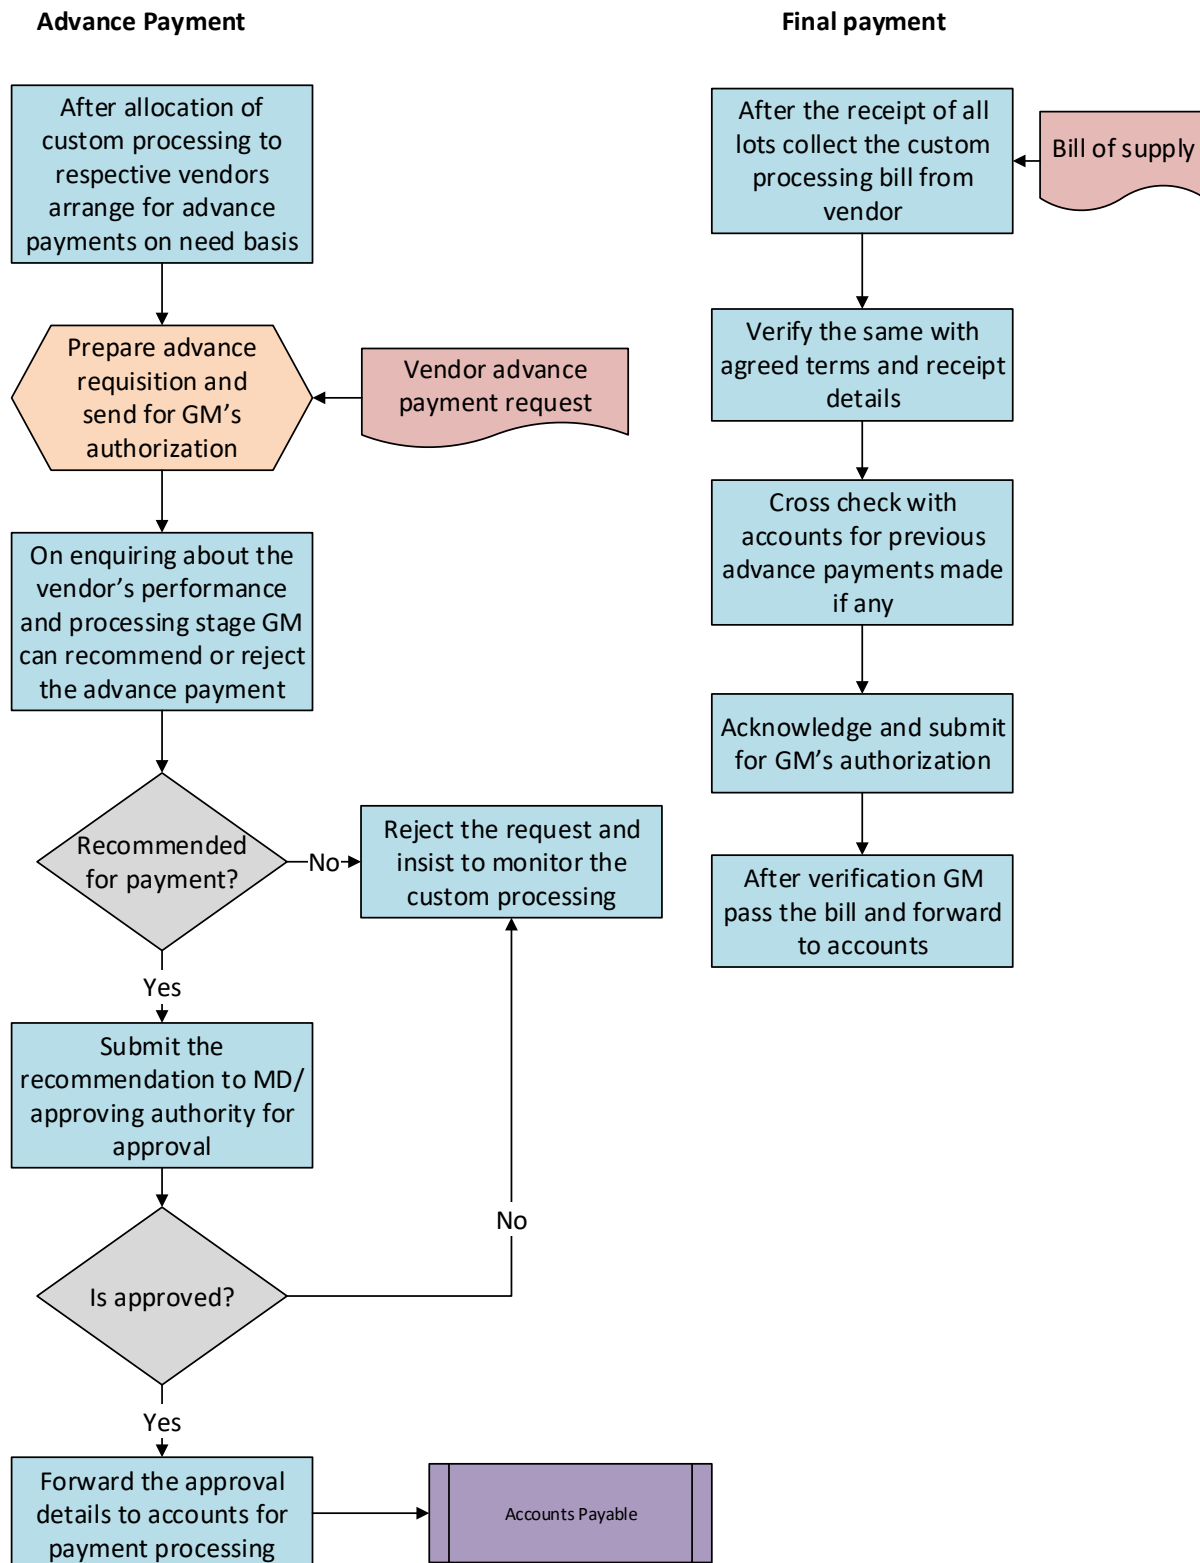 Advance Payment
After allocation of
custom processing to
respective vendors
arrange for advance
payments on need basis
Prepare advance
requisition and
send for GM’s
authorization
Vendor advance
payment request
On enquiring about the
vendor’s performance
and processing stage GM
can recommend or reject
the advance payment
Recommended
for payment?
No
Reject the request and
insist to monitor the
custom processing
Yes
Submit the
recommendation to MD/
approving authority for
approval
Is approved?
No
Yes
Forward the approval
details to accounts for
payment processing
Accounts Payable
Final payment
After the receipt of all
lots collect the custom
processing bill from
vendor
Bill of supply
Verify the same with
agreed terms and receipt
details
Cross check with
accounts for previous
advance payments made
if any
Acknowledge and submit
for GM’s authorization
After verification GM
pass the bill and forward
to accounts